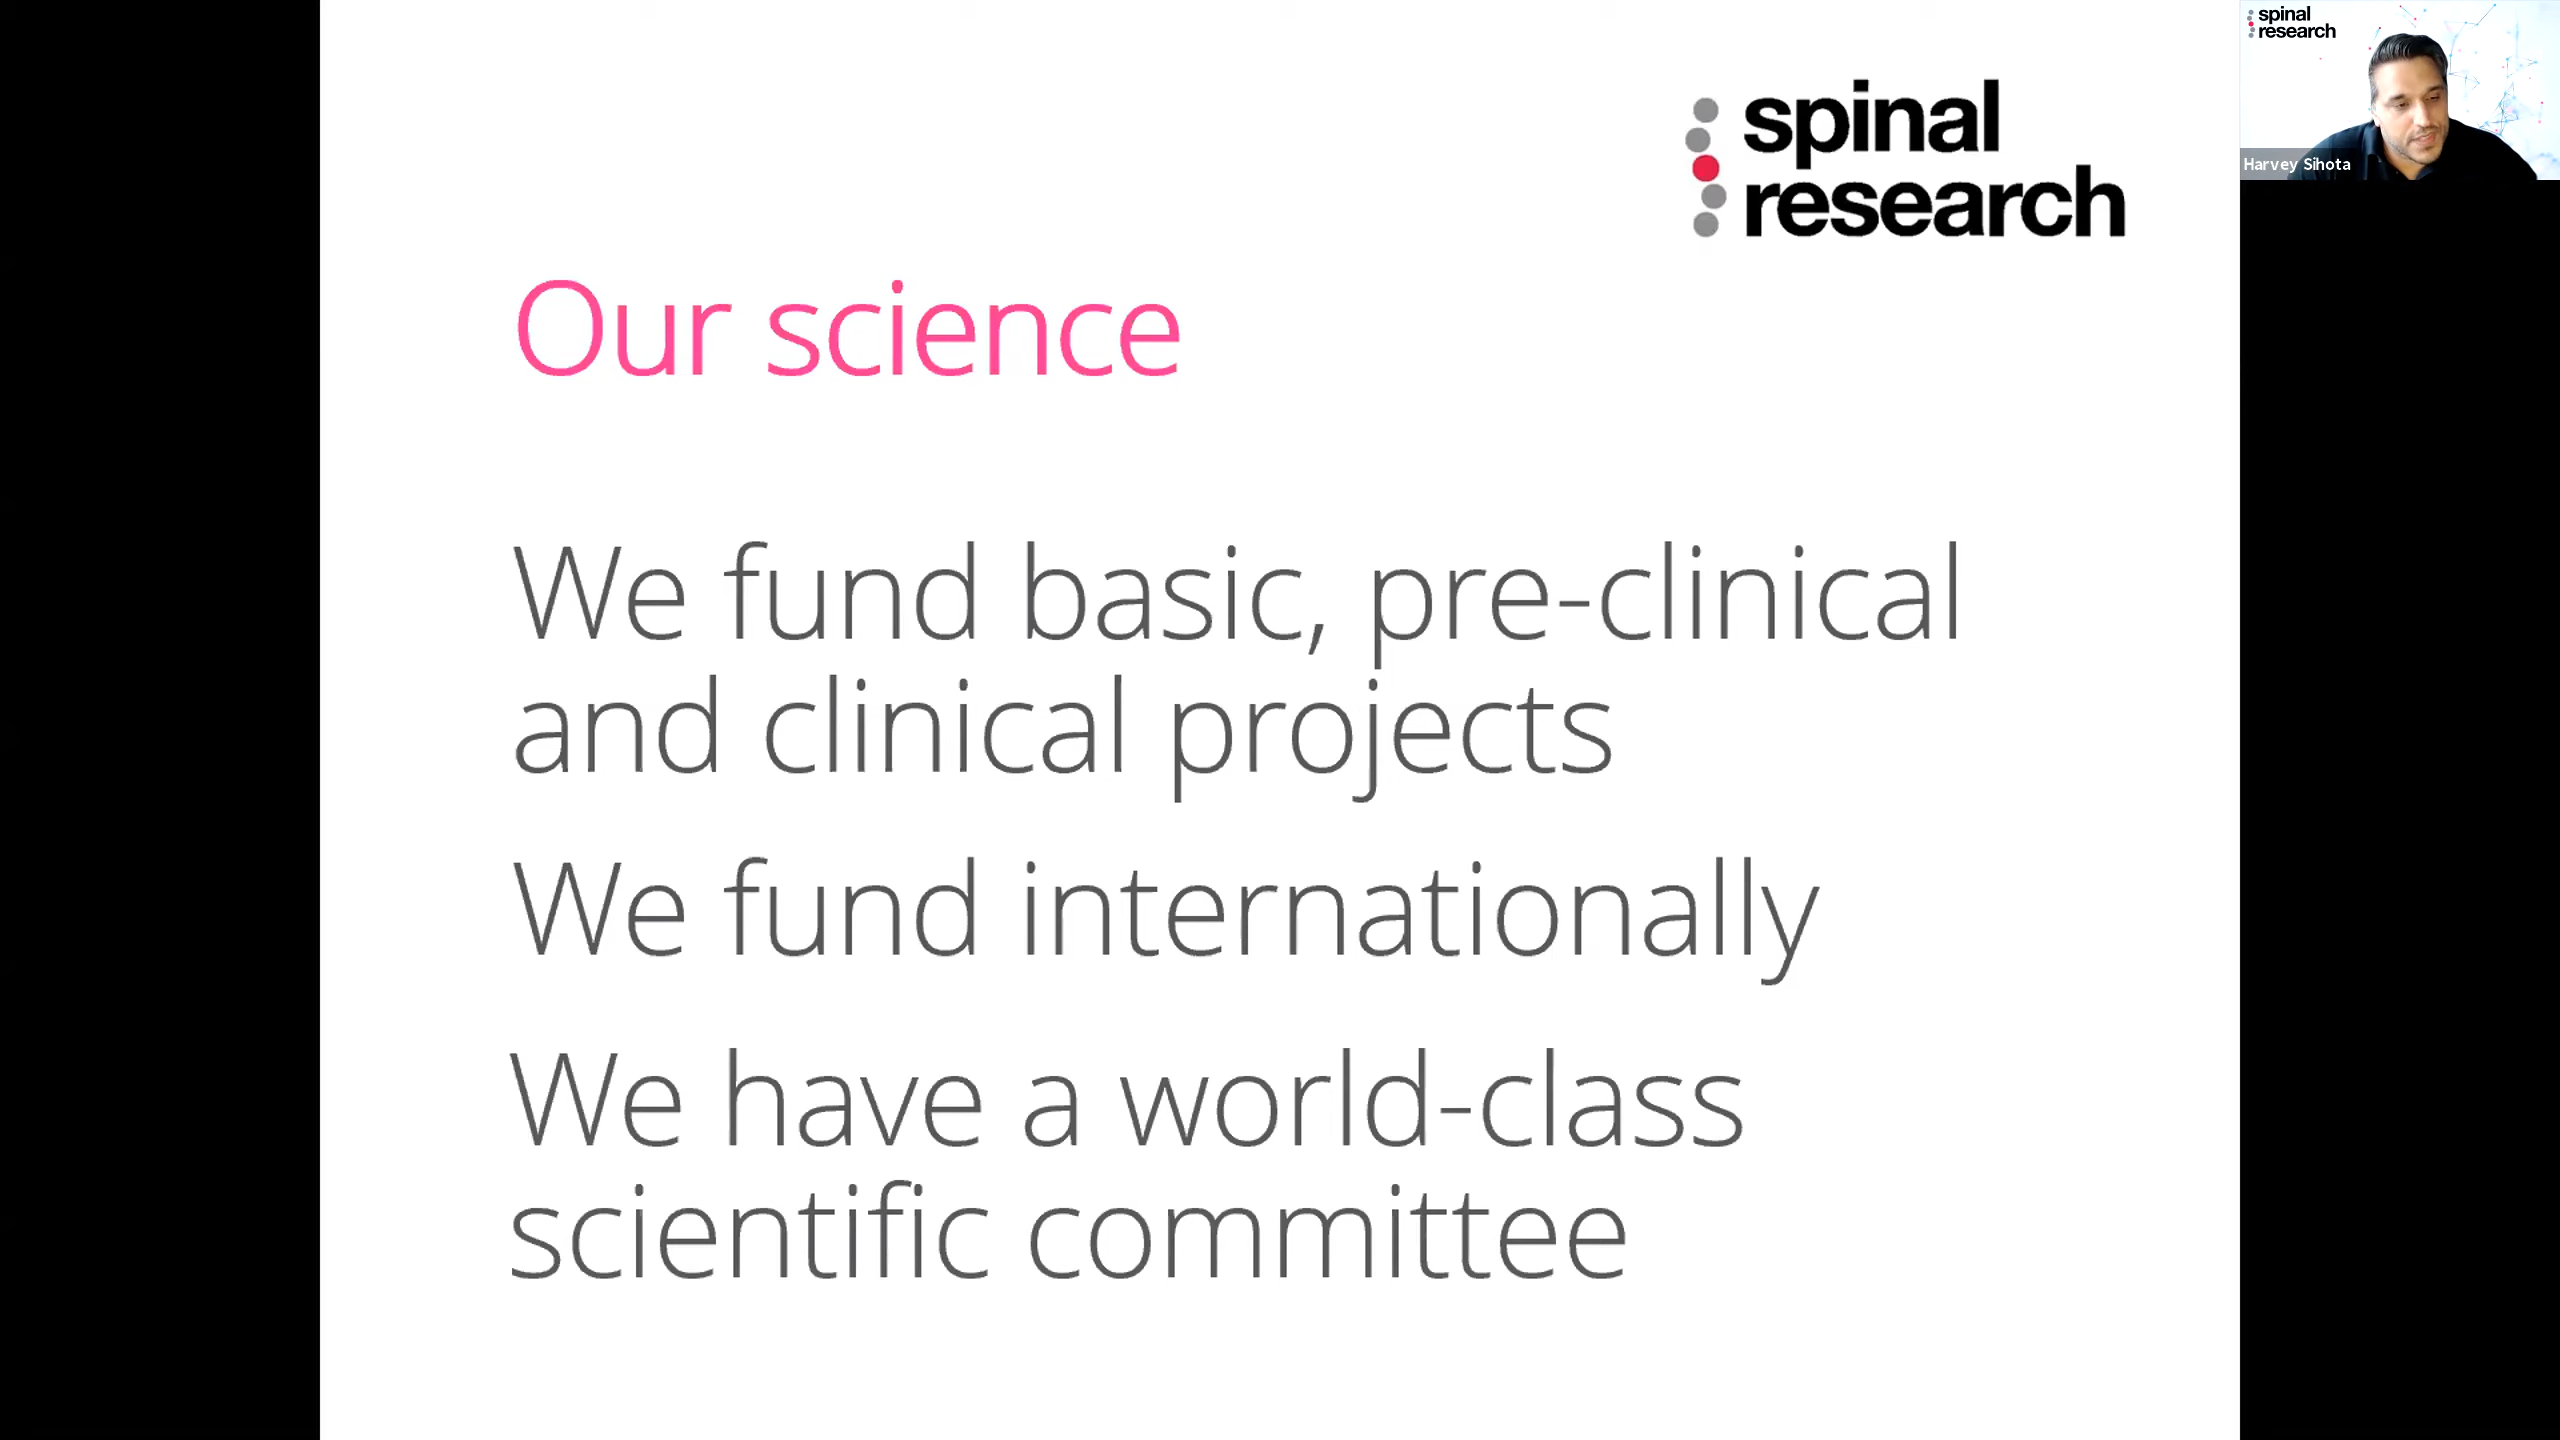 spinal
research
Our science
We fund basic, pre-clinical
and clinical projects
We fund internationally
We have a world-class
scientific committee
spinal
research
Harvey Sihota